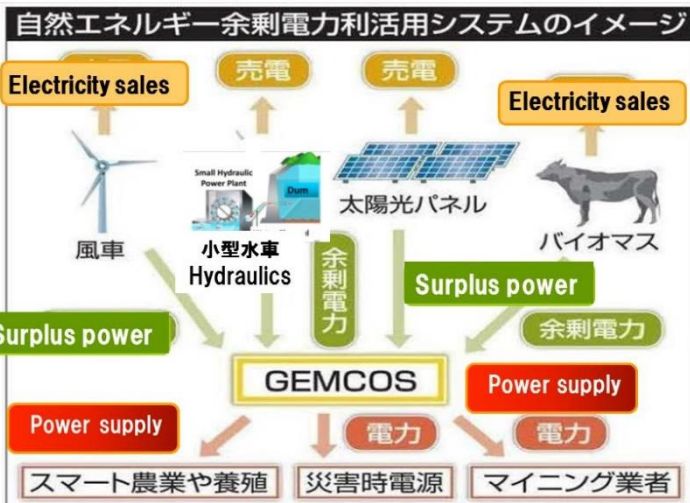 自然エネルギー余剰電力利活用システムのイメージ
Electricity sales
売電
売電
Electricity sales
Small Hydraulic
Power Plant
Dum
風車
小型水車
Hydraulics
太陽光パネル
バイオマス
余剰電力
Surplus power
Surplus power
余剰電力
GEMCOS
Power supply
Power supply
電力
電力
スマート農業や養殖
災害時電源
マイニング業者